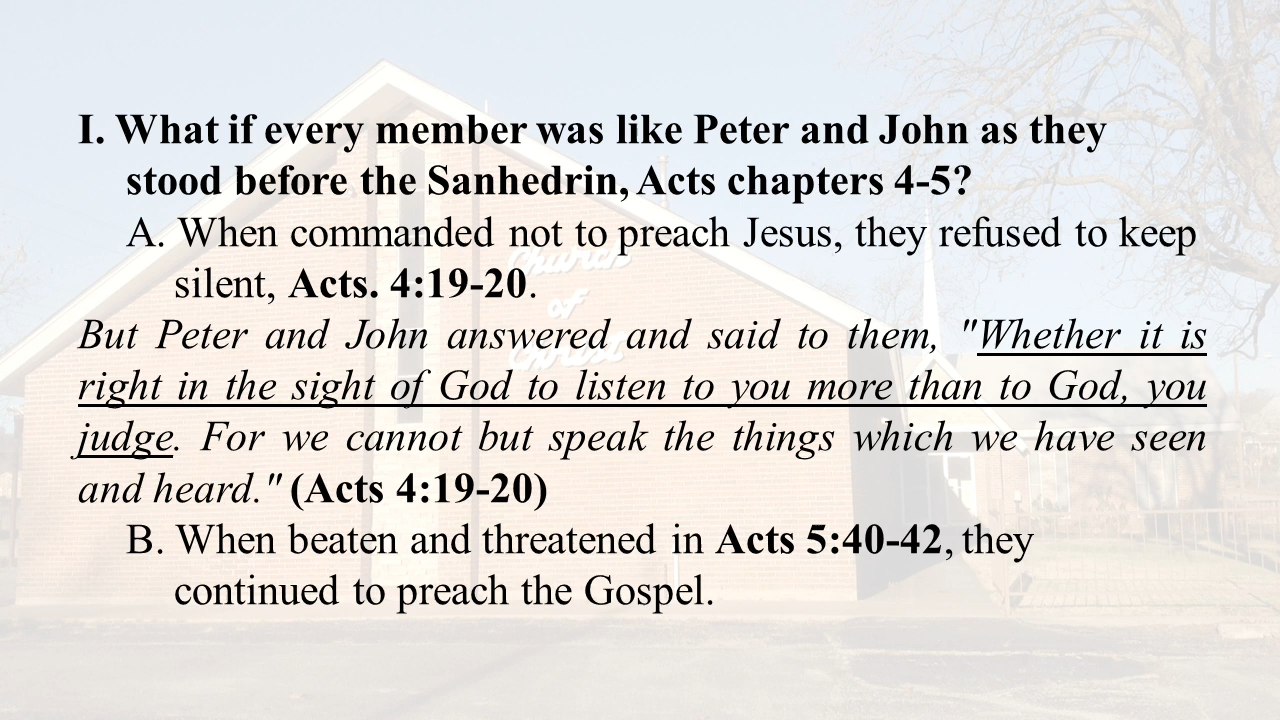 I. What if every member was like Peter and John as they
stood before the Sanhedrin, Acts chapters 4-5?
A. When commanded not to preach Jesus, they refused to keep
silent, Acts. 4:19-20.
Church
of
Christ
But Peter and John answered and said to them, "Whether it is
right in the sight of God to listen to you more than to God, you
judge. For we cannot but speak the things which we have seen
and heard." (Acts 4:19-20)
B. When beaten and threatened in Acts 5:40-42, they
continued to preach the Gospel.